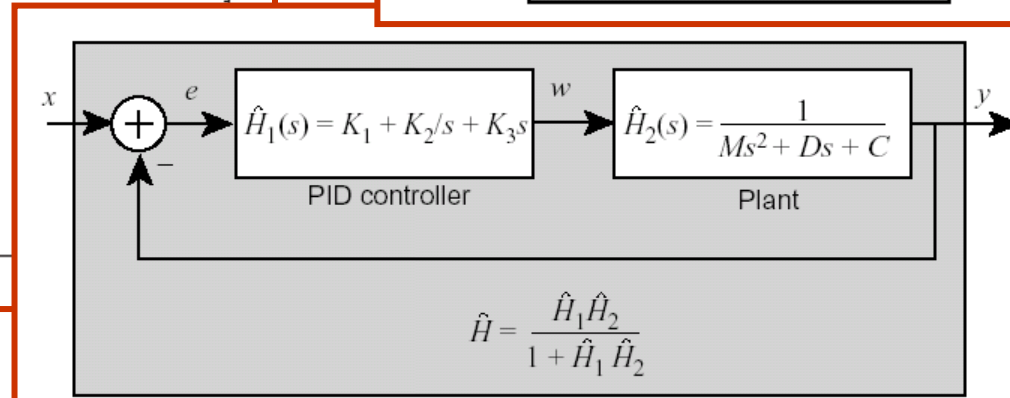 x
e
w
y
+
−
Ĥ₁(s) = K₁ + K₂/s + K₃s
Ĥ₂(s) = 1 / (Ms² + Ds + C)
PID controller
Plant
Ĥ = Ĥ₁Ĥ₂ / (1 + Ĥ₁ Ĥ₂)